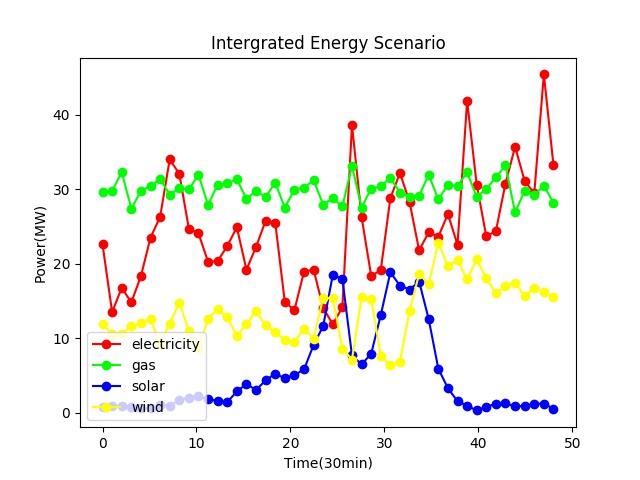 Intergrated Energy Scenario
Power(MW)
40
30
20
10
0
electricity
gas
solar
wind
0 10 20 30 40 50
Time(30min)